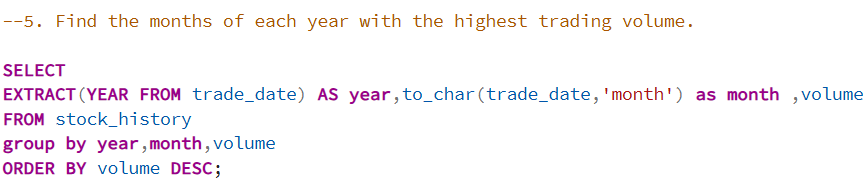 --5. Find the months of each year with the highest trading volume.
SELECT
EXTRACT(YEAR FROM trade_date) AS year,to_char(trade_date,'month') as month ,volume
FROM stock_history
group by year,month,volume
ORDER BY volume DESC;